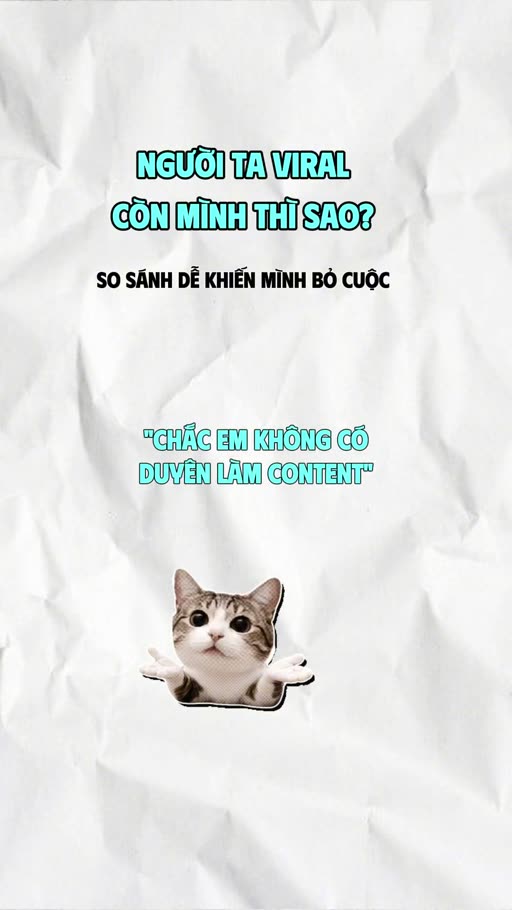 NGƯỜI TA VIRAL
CÒN MÌNH THÌ SAO?
SO SÁNH DỄ KHIẾN MÌNH BỎ CUỘC
"CHẮC EM KHÔNG CÓ
DUYÊN LÀM CONTENT"